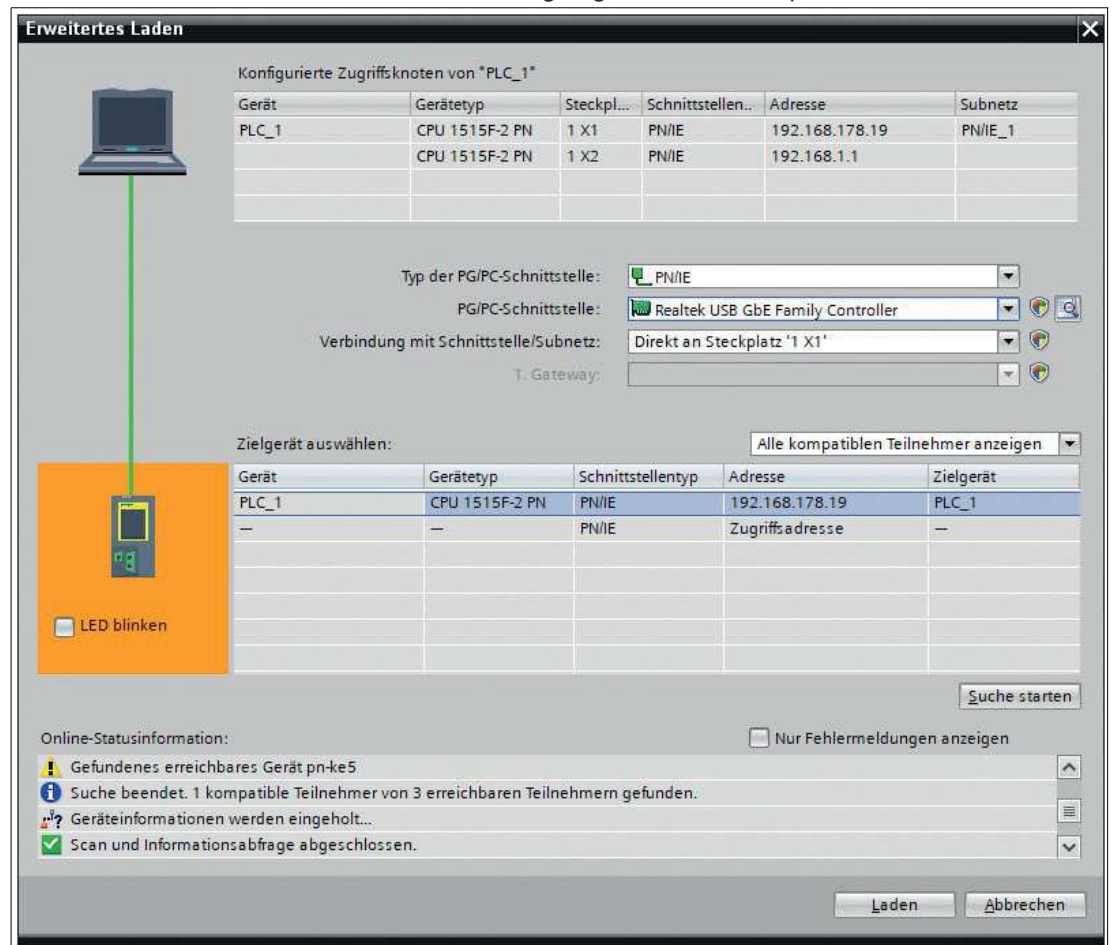 Erweitertes Laden
Konfigurierte Zugriffsknoten von "PLC_1"
Gerät Gerätetyp Steckpl... Schnittstellen.. Adresse Subnetz
PLC_1 CPU 1515F-2 PN 1 X1 PN/IE 192.168.178.19 PN/IE_1
CPU 1515F-2 PN 1 X2 PN/IE 192.168.1.1
Typ der PG/PC-Schnittstelle: PN/IE
PG/PC-Schnittstelle: Realtek USB GbE Family Controller
Verbindung mit Schnittstelle/Subnetz: Direkt an Steckplatz '1 X1'
1. Gateway:
Zielgerät auswählen: Alle kompatiblen Teilnehmer anzeigen
Gerät Gerätetyp Schnittstellentyp Adresse Zielgerät
PLC_1 CPU 1515F-2 PN PN/IE 192.168.178.19 PLC_1
— — PN/IE Zugriffsadresse —
LED blinken
Suche starten
Online-Statusinformation: Nur Fehlermeldungen anzeigen
Gefundenes erreichbares Gerät pn-ke5
Suche beendet. 1 kompatible Teilnehmer von 3 erreichbaren Teilnehmern gefunden.
Geräteinformationen werden eingeholt...
Scan und Informationsabfrage abgeschlossen.
Laden Abbrechen